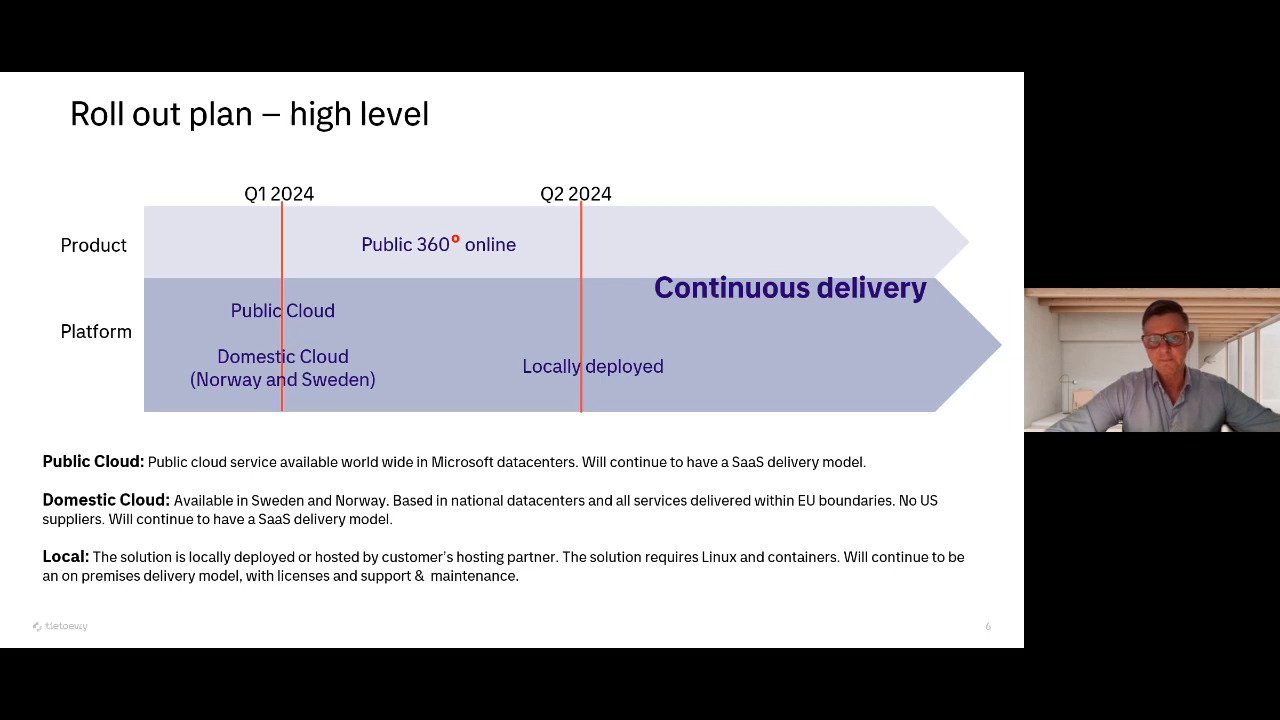 Roll out plan – high level
Q1 2024
Q2 2024
Product
Public 360° online
Continuous delivery
Public Cloud
Platform
Domestic Cloud
(Norway and Sweden)
Locally deployed
Public Cloud: Public cloud service available world wide in Microsoft datacenters. Will continue to have a SaaS delivery model.
Domestic Cloud: Available in Sweden and Norway. Based in national datacenters and all services delivered within EU boundaries. No US
suppliers. Will continue to have a SaaS delivery model.
Local: The solution is locally deployed or hosted by customer's hosting partner. The solution requires Linux and containers. Will continue to be
an on premises delivery model, with licenses and support & maintenance.
tietoevry
6